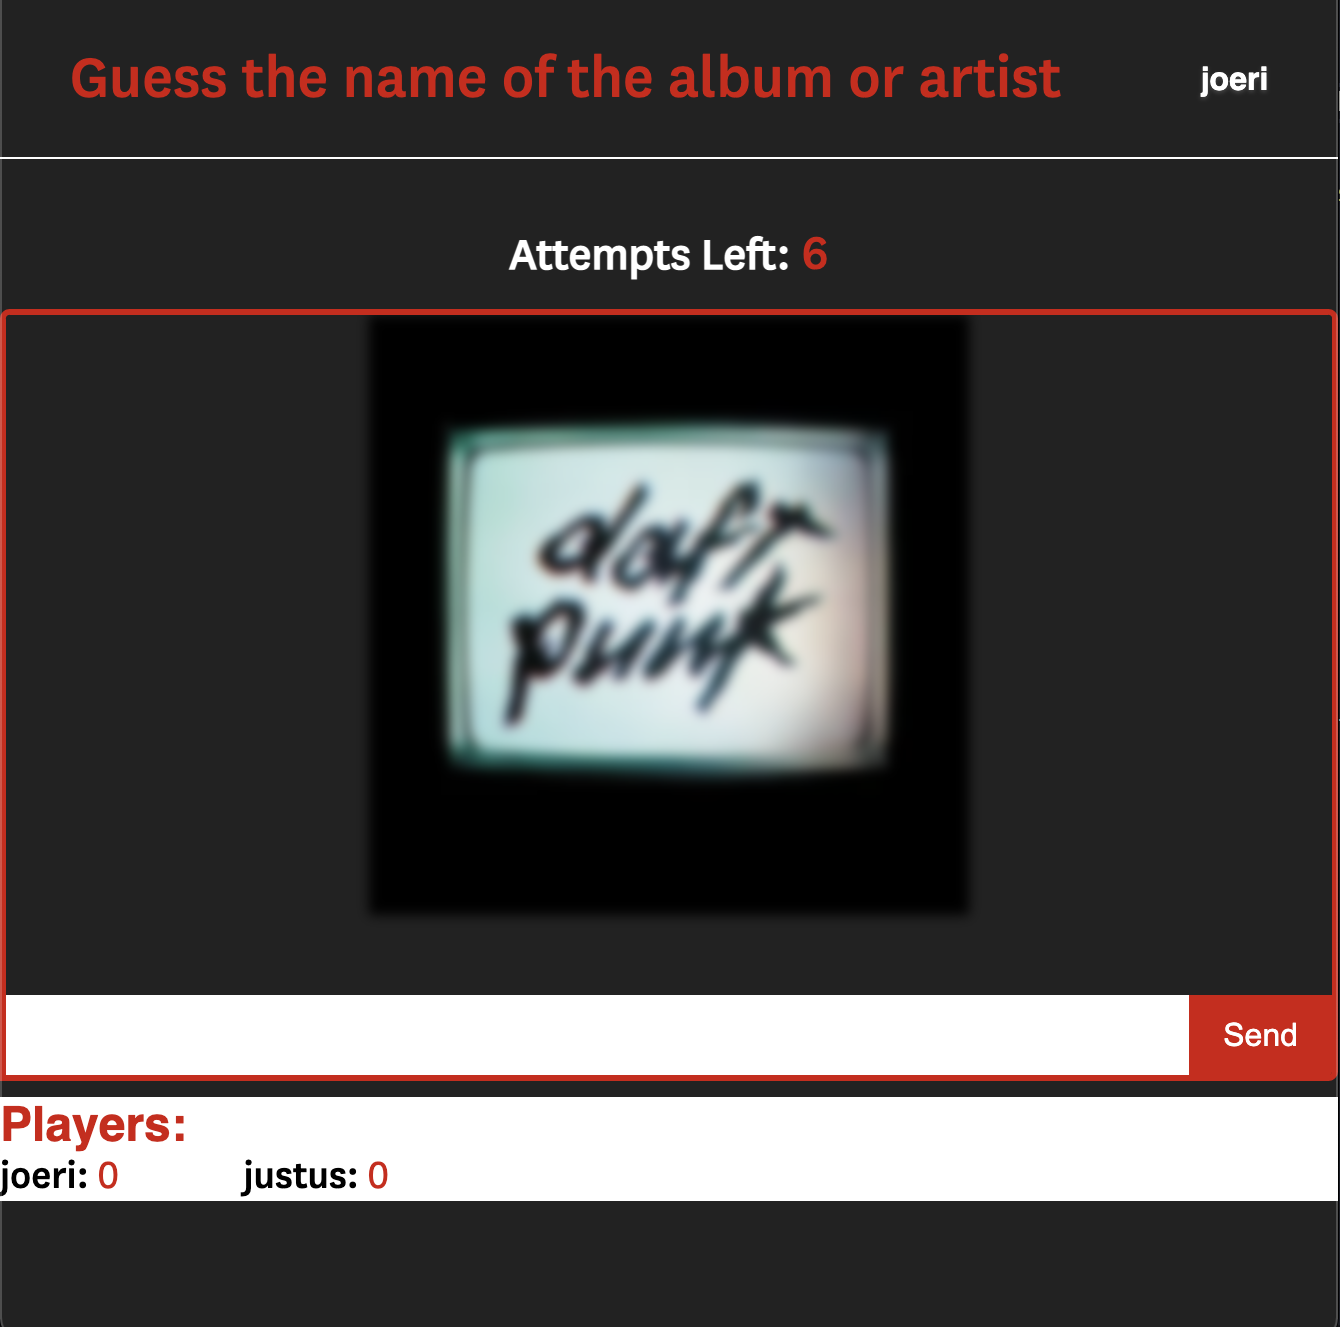 Guess the name of the album or artist
joeri
Attempts Left: 6
daft
punk
Send
Players:
joeri: 0
justus: 0